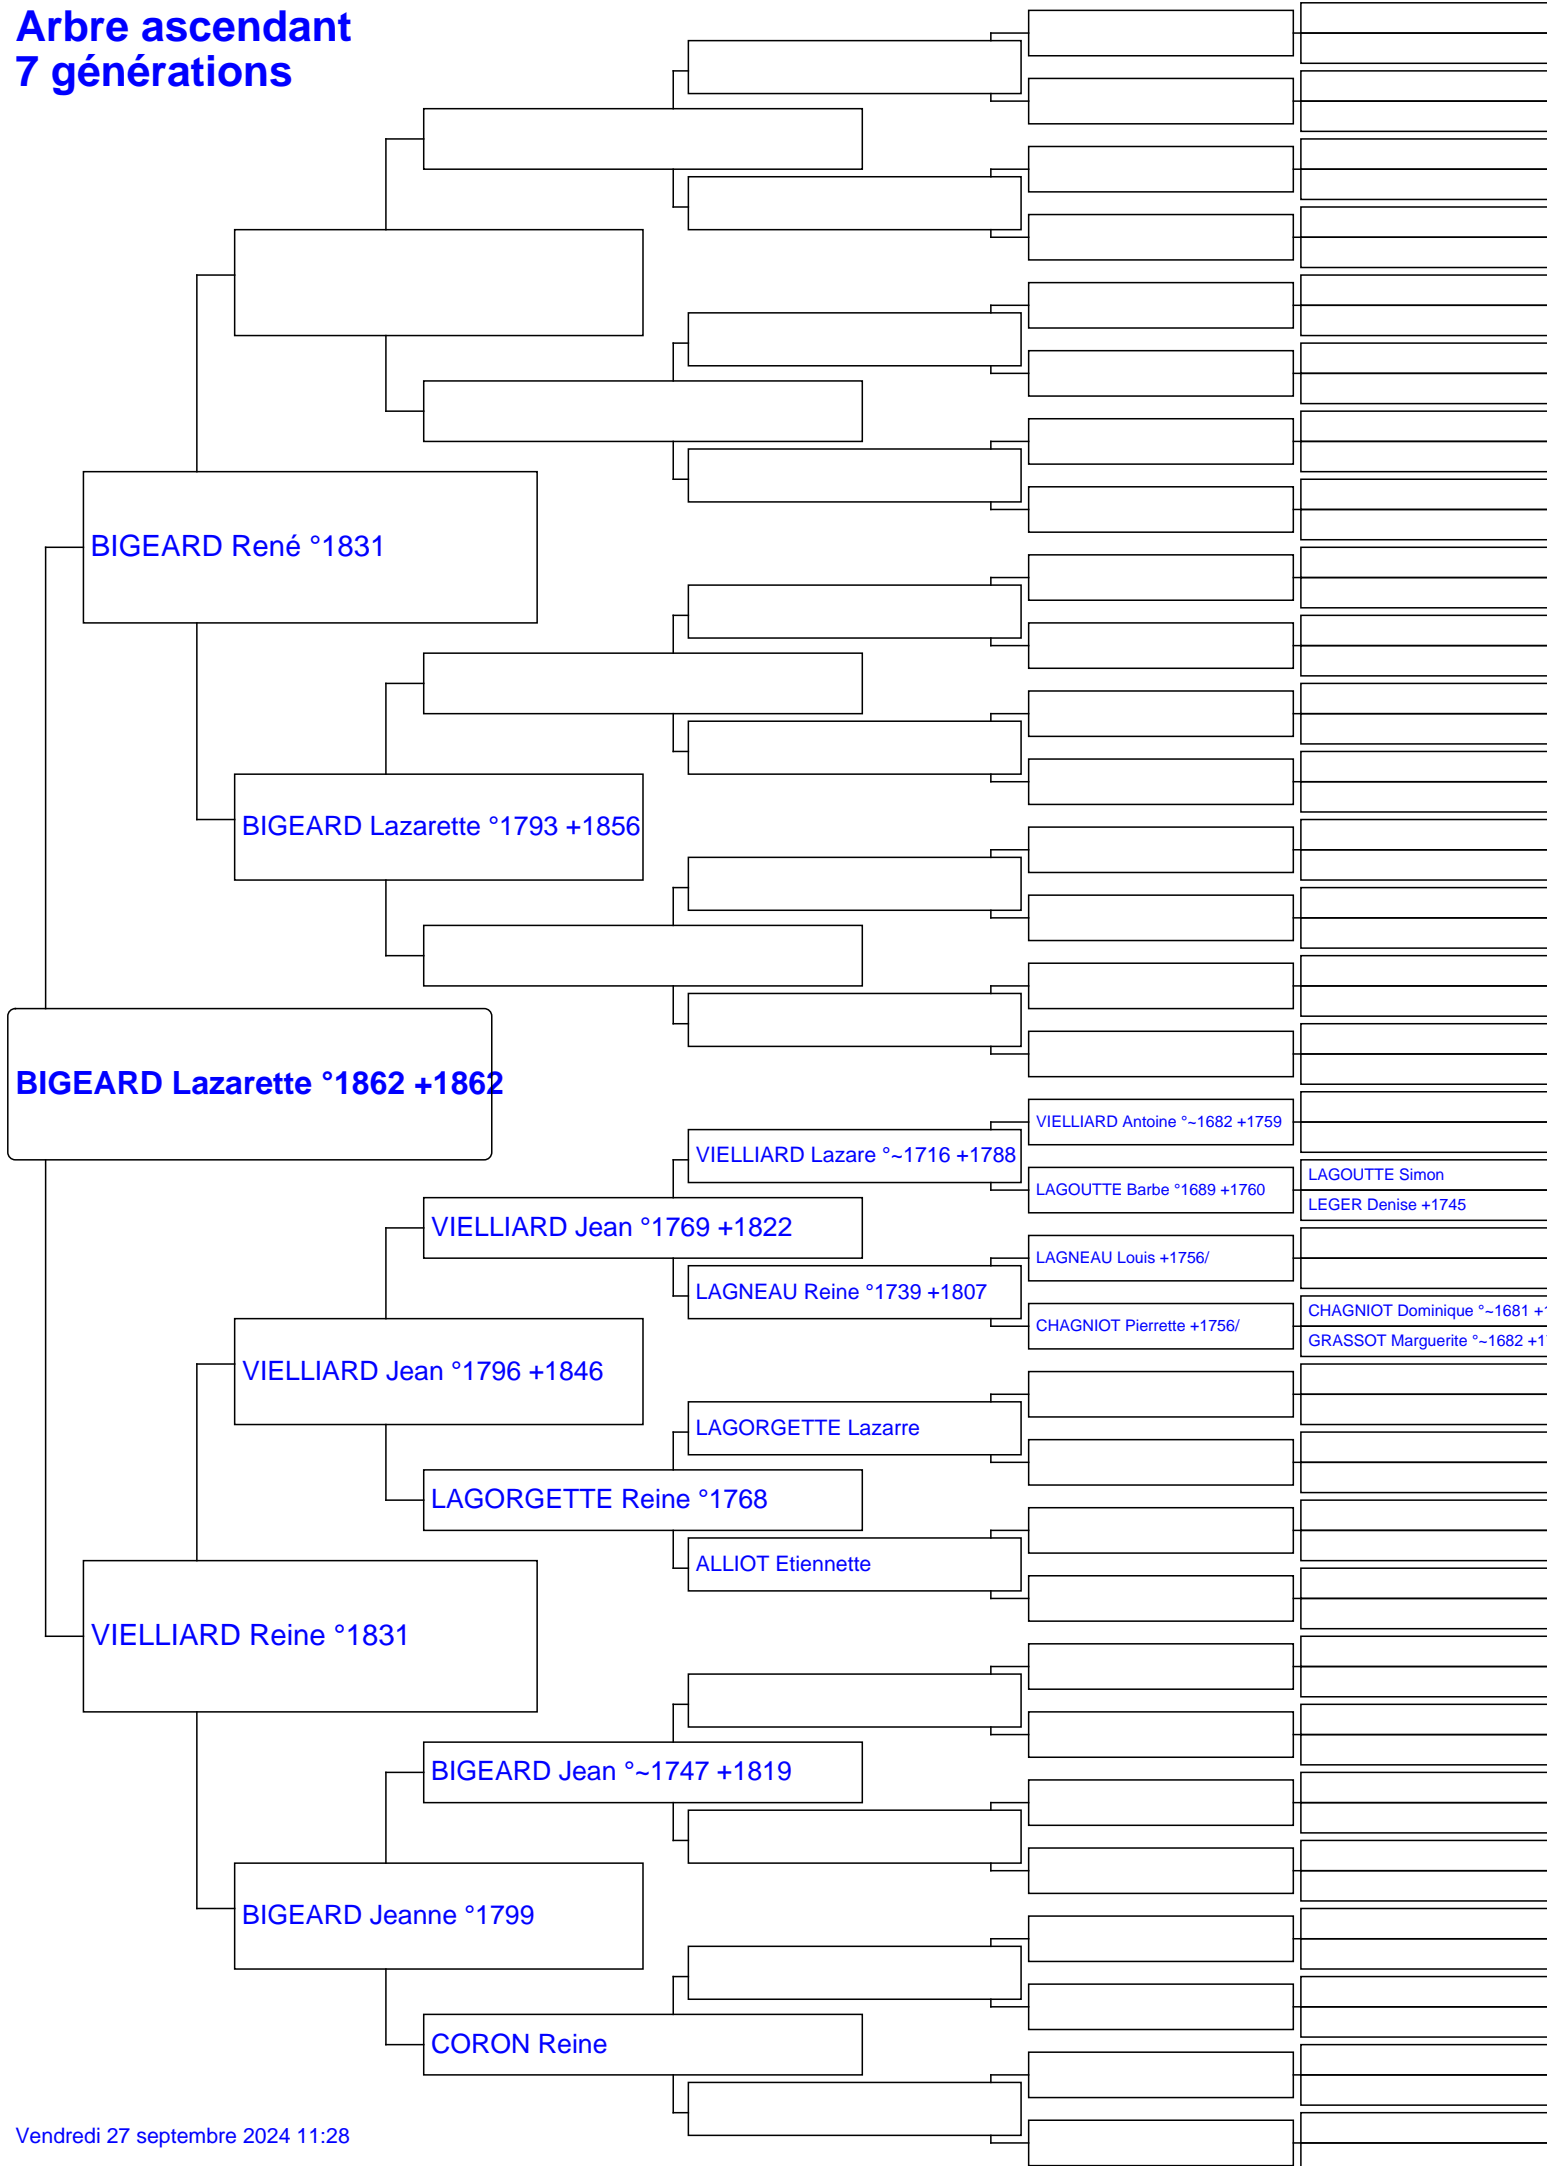 Arbre ascendant
7 générations
BIGEARD René °1831
BIGEARD Lazarette °1793 +1856
BIGEARD Lazarette °1862 +1862
VIELLIARD Antoine °~1682 +1759
VIELLIARD Lazare °~1716 +1788
LAGOUTTE Simon
LAGOUTTE Barbe °1689 +1760
LEGER Denise +1745
VIELLIARD Jean °1769 +1822
LAGNEAU Louis +1756/
LAGNEAU Reine °1739 +1807
CHAGNIOT Dominique °~1681
CHAGNIOT Pierrette +1756/
GRASSOT Marguerite °~1682
VIELLIARD Jean °1796 +1846
LAGORGETTE Lazarre
LAGORGETTE Reine °1768
ALLIOT Etiennette
VIELLIARD Reine °1831
BIGEARD Jean °~1747 +1819
BIGEARD Jeanne °1799
CORON Reine
Vendredi 27 septembre 2024 11:28